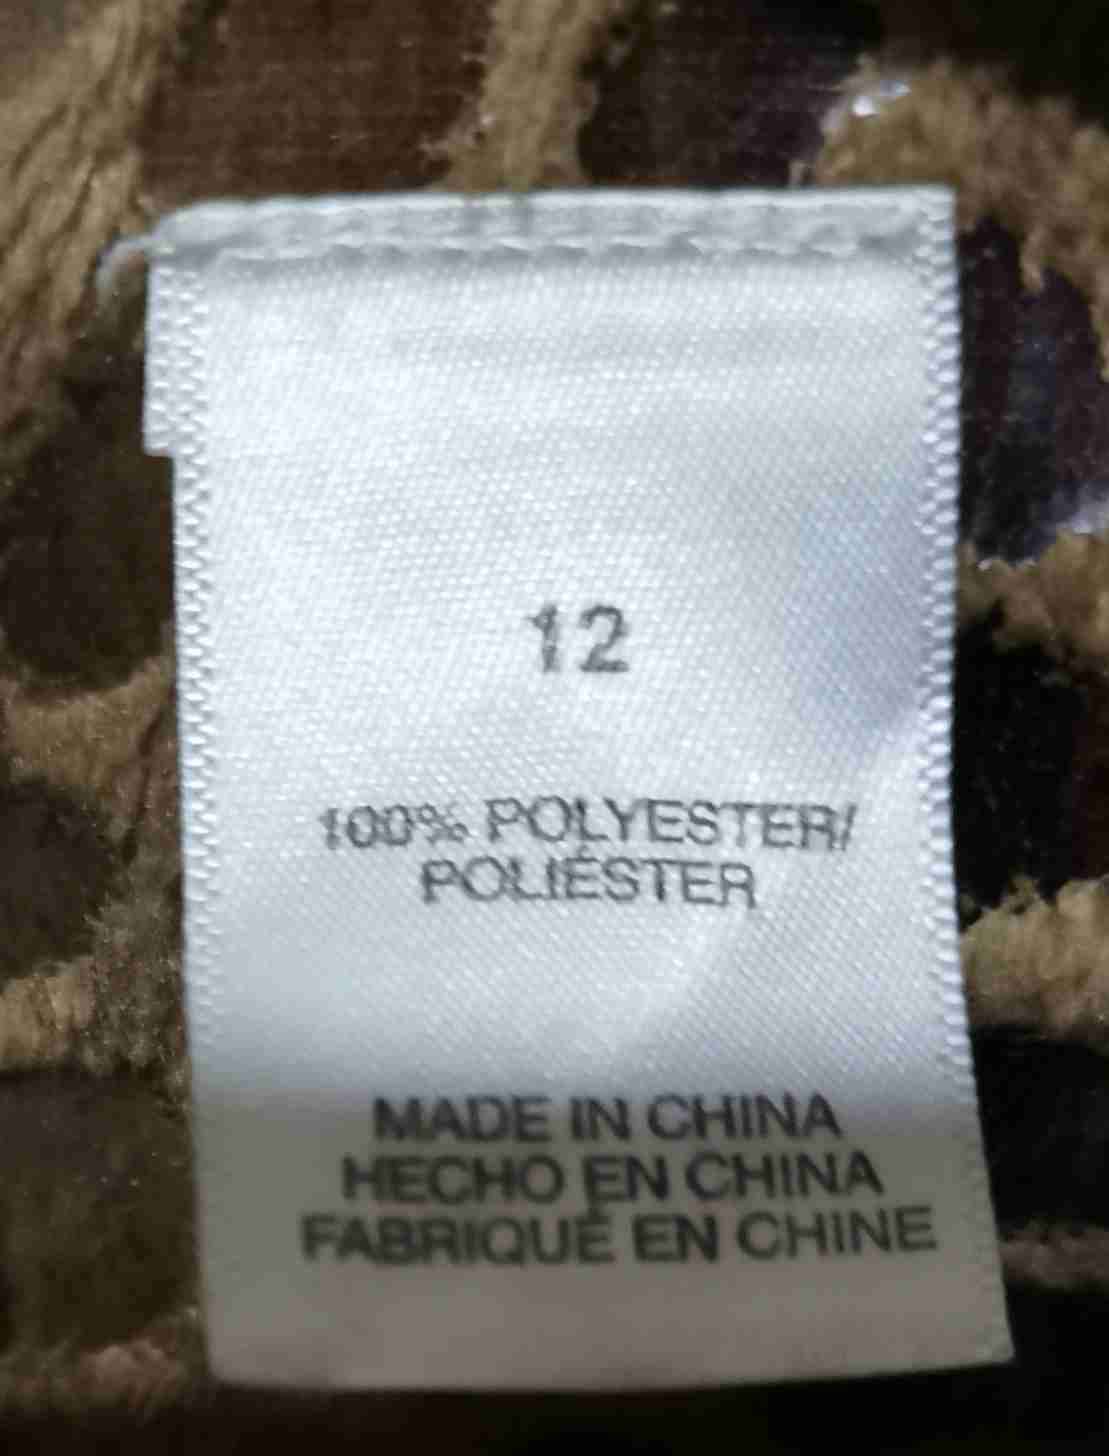 12
100% POLYESTER/
POLIÉSTER
MADE IN CHINA
HECHO EN CHINA
FABRIQUÉ EN CHINE